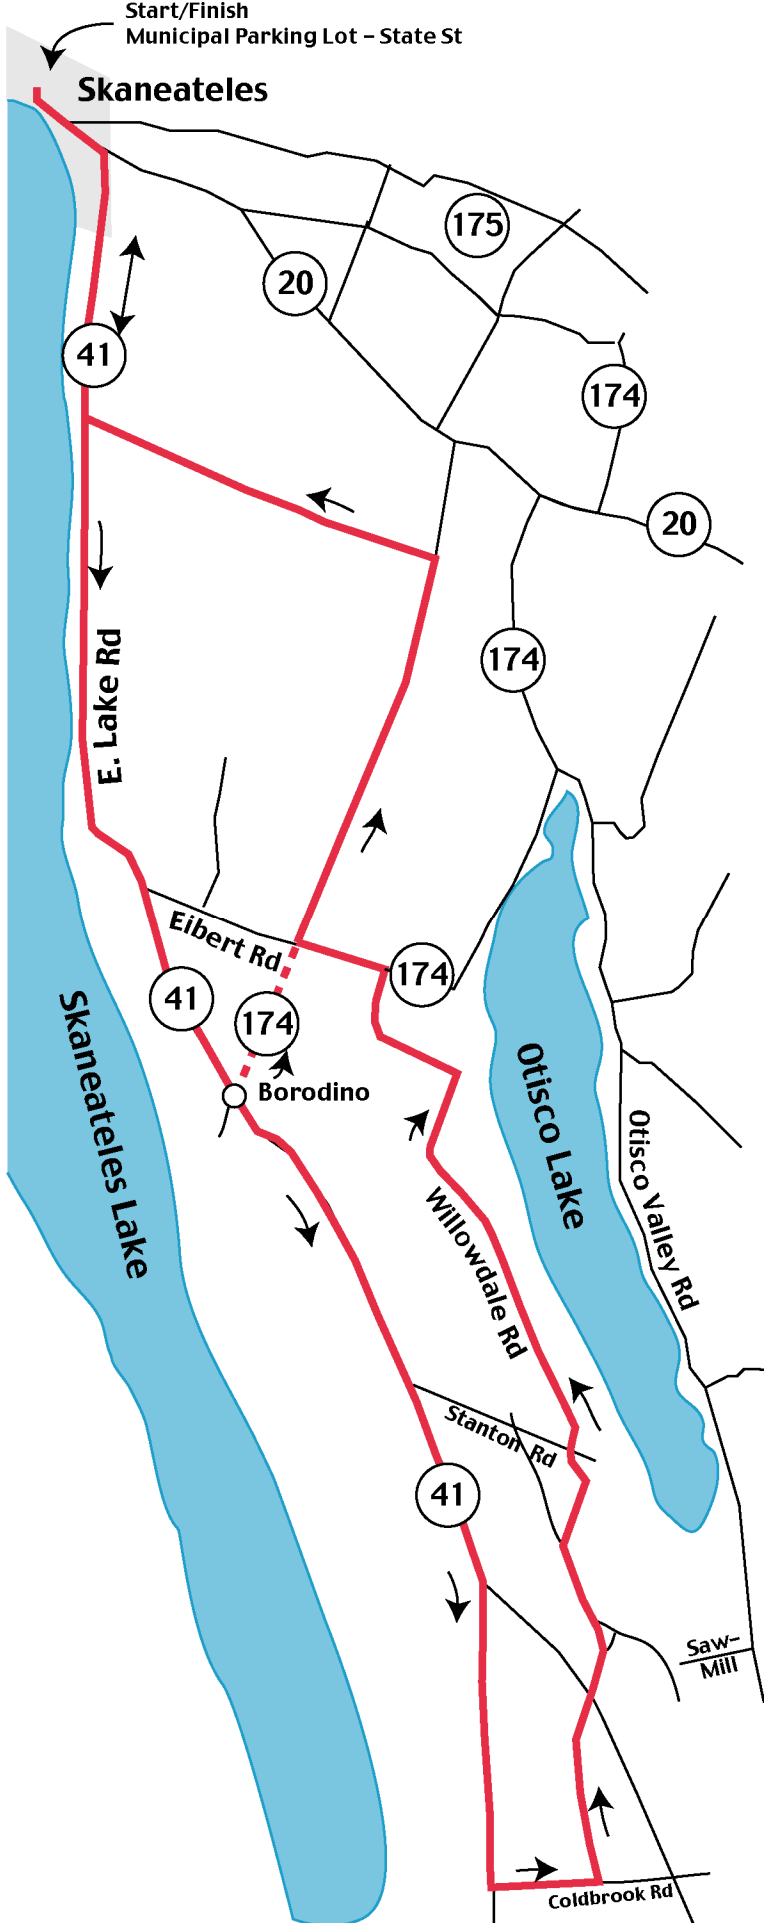 Start/Finish
Municipal Parking Lot – State St
Skaneateles
175
20
41
174
20
174
E. Lake Rd
Eibert Rd
174
41
174
Borodino
Skaneateles Lake
Otisco Lake
Otisco Valley Rd
Willowdale Rd
Stanton Rd
41
Saw–
Mill
Coldbrook Rd